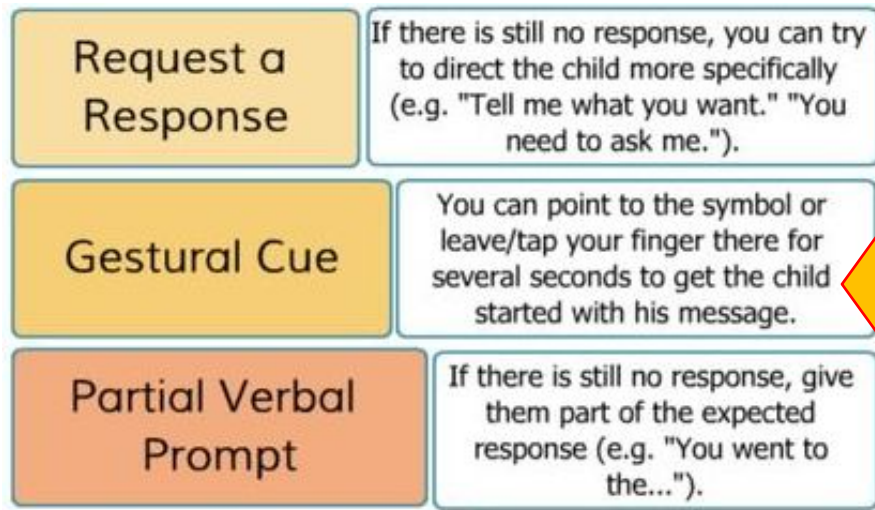 Request a
Response
If there is still no response, you can try
to direct the child more specifically
(e.g. "Tell me what you want." "You
need to ask me.").
Gestural Cue
You can point to the symbol or
leave/tap your finger there for
several seconds to get the child
started with his message.
Partial Verbal
Prompt
If there is still no response, give
them part of the expected
response (e.g. "You went to
the...").